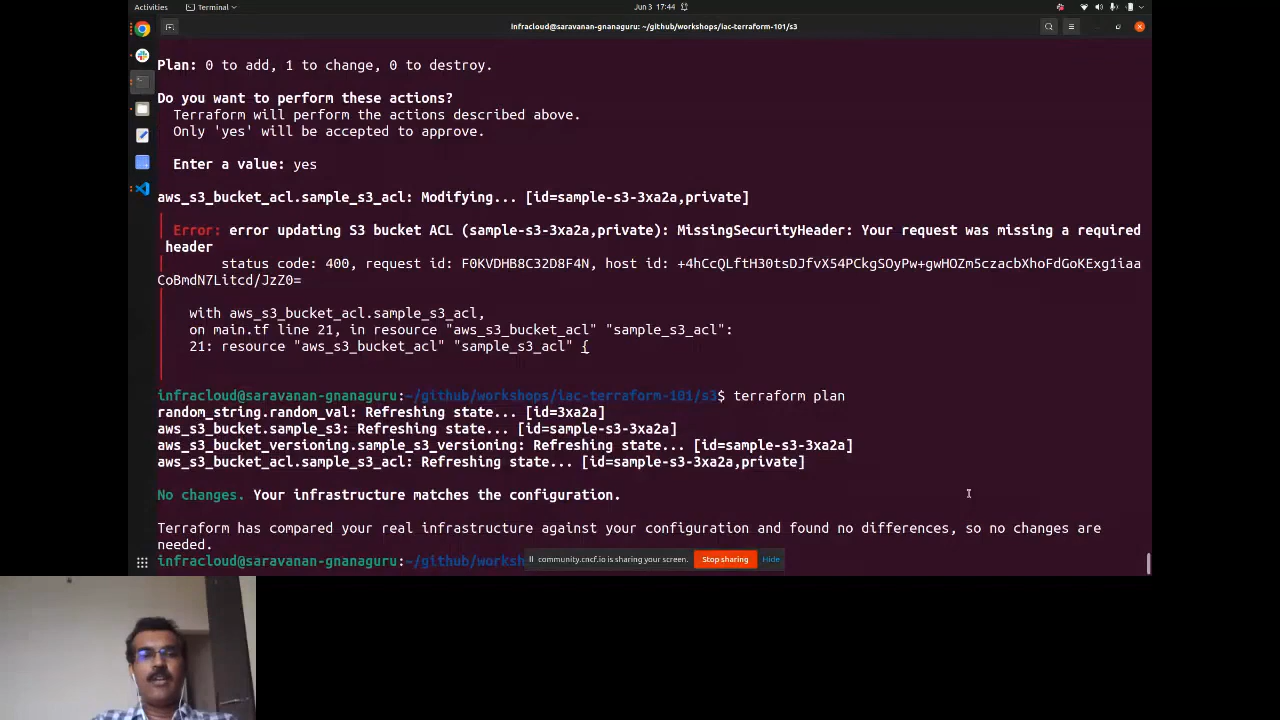 Activities Terminal Jun 3 17:44
infracloud@saravanan-gnanaguru: ~/github/workshops/iac-terraform-101/s3
Plan: 0 to add, 1 to change, 0 to destroy.
Do you want to perform these actions?
Terraform will perform the actions described above.
Only 'yes' will be accepted to approve.
Enter a value: yes
aws_s3_bucket_acl.sample_s3_acl: Modifying... [id=sample-s3-3xa2a,private]
Error: error updating S3 bucket ACL (sample-s3-3xa2a,private): MissingSecurityHeader: Your request was missing a required
header
status code: 400, request id: F0KVDHB8C32D8F4N, host id: +4hCcQLftH30tsDJfvX54PCkgSOyPw+gwHOZm5czacbXhoFdGoKExg1iaa
CoBmdN7Litcd/JzZ0=
with aws_s3_bucket_acl.sample_s3_acl,
on main.tf line 21, in resource "aws_s3_bucket_acl" "sample_s3_acl":
21: resource "aws_s3_bucket_acl" "sample_s3_acl" {
infracloud@saravanan-gnanaguru:~/github/workshops/iac-terraform-101/s3$ terraform plan
random_string.random_val: Refreshing state... [id=3xa2a]
aws_s3_bucket.sample_s3: Refreshing state... [id=sample-s3-3xa2a]
aws_s3_bucket_versioning.sample_s3_versioning: Refreshing state... [id=sample-s3-3xa2a]
aws_s3_bucket_acl.sample_s3_acl: Refreshing state... [id=sample-s3-3xa2a,private]
No changes. Your infrastructure matches the configuration.
Terraform has compared your real infrastructure against your configuration and found no differences, so no changes are
needed.
infracloud@saravanan-gnanaguru:~/github/works
community.cncf.io is sharing your screen. Stop sharing Hide